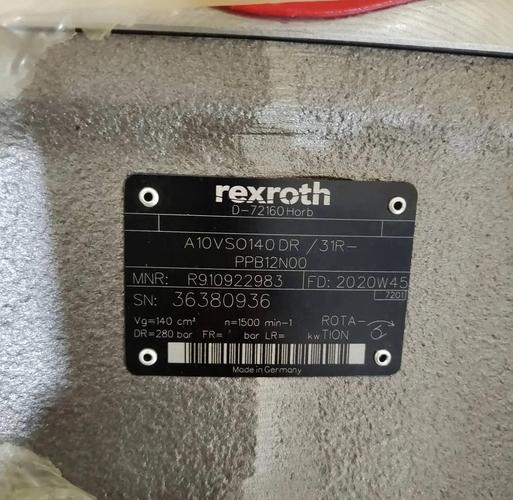 rexroth
D-72160 Horb
A10VSO140 DR /31R-
PPB12N00
MNR: R910922983 FD: 2020W45
SN: 36380936 7201
Vg=140 cm³ n=1500 min-1 ROTA-
DR=280 bar FR= bar LR= kw TION
Made in Germany